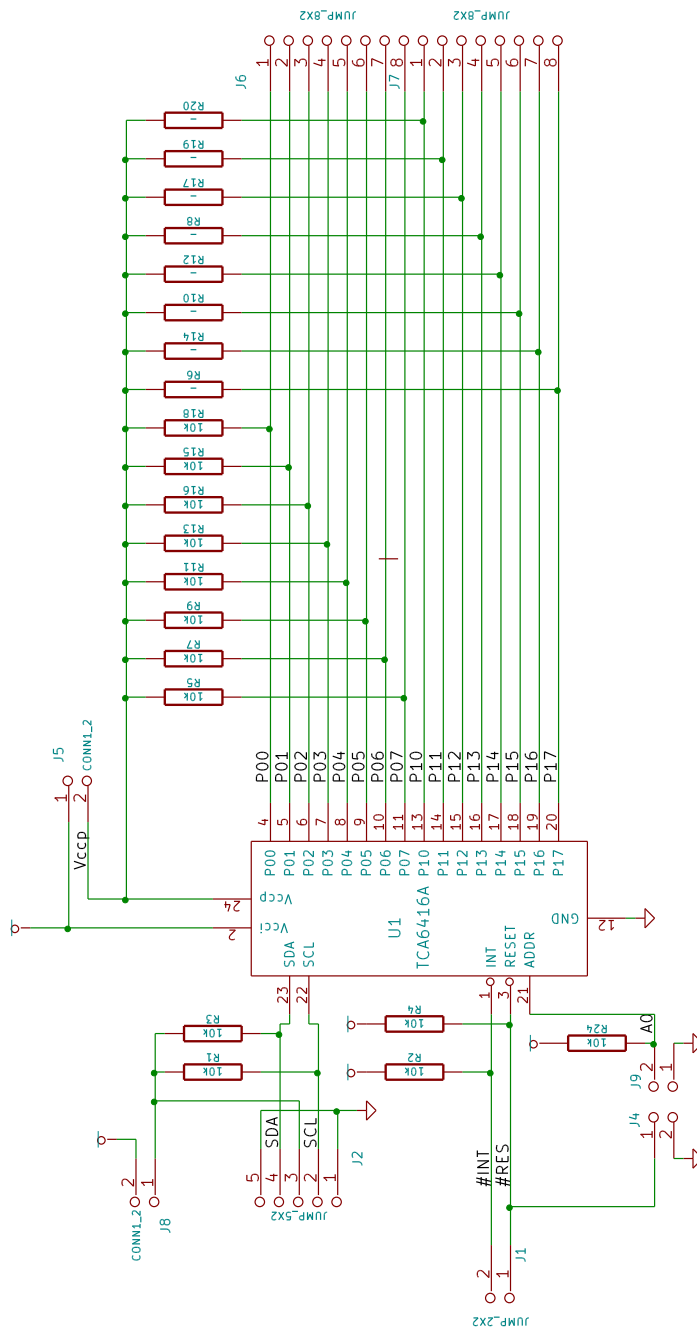 JUMP_8X2
JUMP_8X2
J6
1
2
3
4
5
6
7
8
J7
1
2
3
4
5
6
7
8
R20
-
R19
-
R17
-
R8
-
R12
-
R10
-
R14
-
R6
-
R18
10k
R15
10k
R16
10k
R13
10k
R11
10k
R9
10k
R7
10k
R5
10k
J5
CONN1_2
1
2
Vccp
P00
P01
P02
P03
P04
P05
P06
P07
P10
P11
P12
P13
P14
P15
P16
P17
4
5
6
7
8
9
10
11
13
14
15
16
17
18
19
20
P00
P01
P02
P03
P04
P05
P06
P07
P10
P11
P12
P13
P14
P15
P16
P17
24
Vccp
2
Vcci
U1
TCA6416A
GND
12
SDA
SCL
INT
RESET
ADDR
23
22
1
3
21
R3
10k
R1
10k
R4
10k
R2
10k
R24
10k
A0
J9
2
1
J4
1
2
SDA
SCL
5
4
3
2
1
J2
JUMP_5X2
2
1
CONN1_2
J8
#INT
#RES
2
1
J1
JUMP_2X2